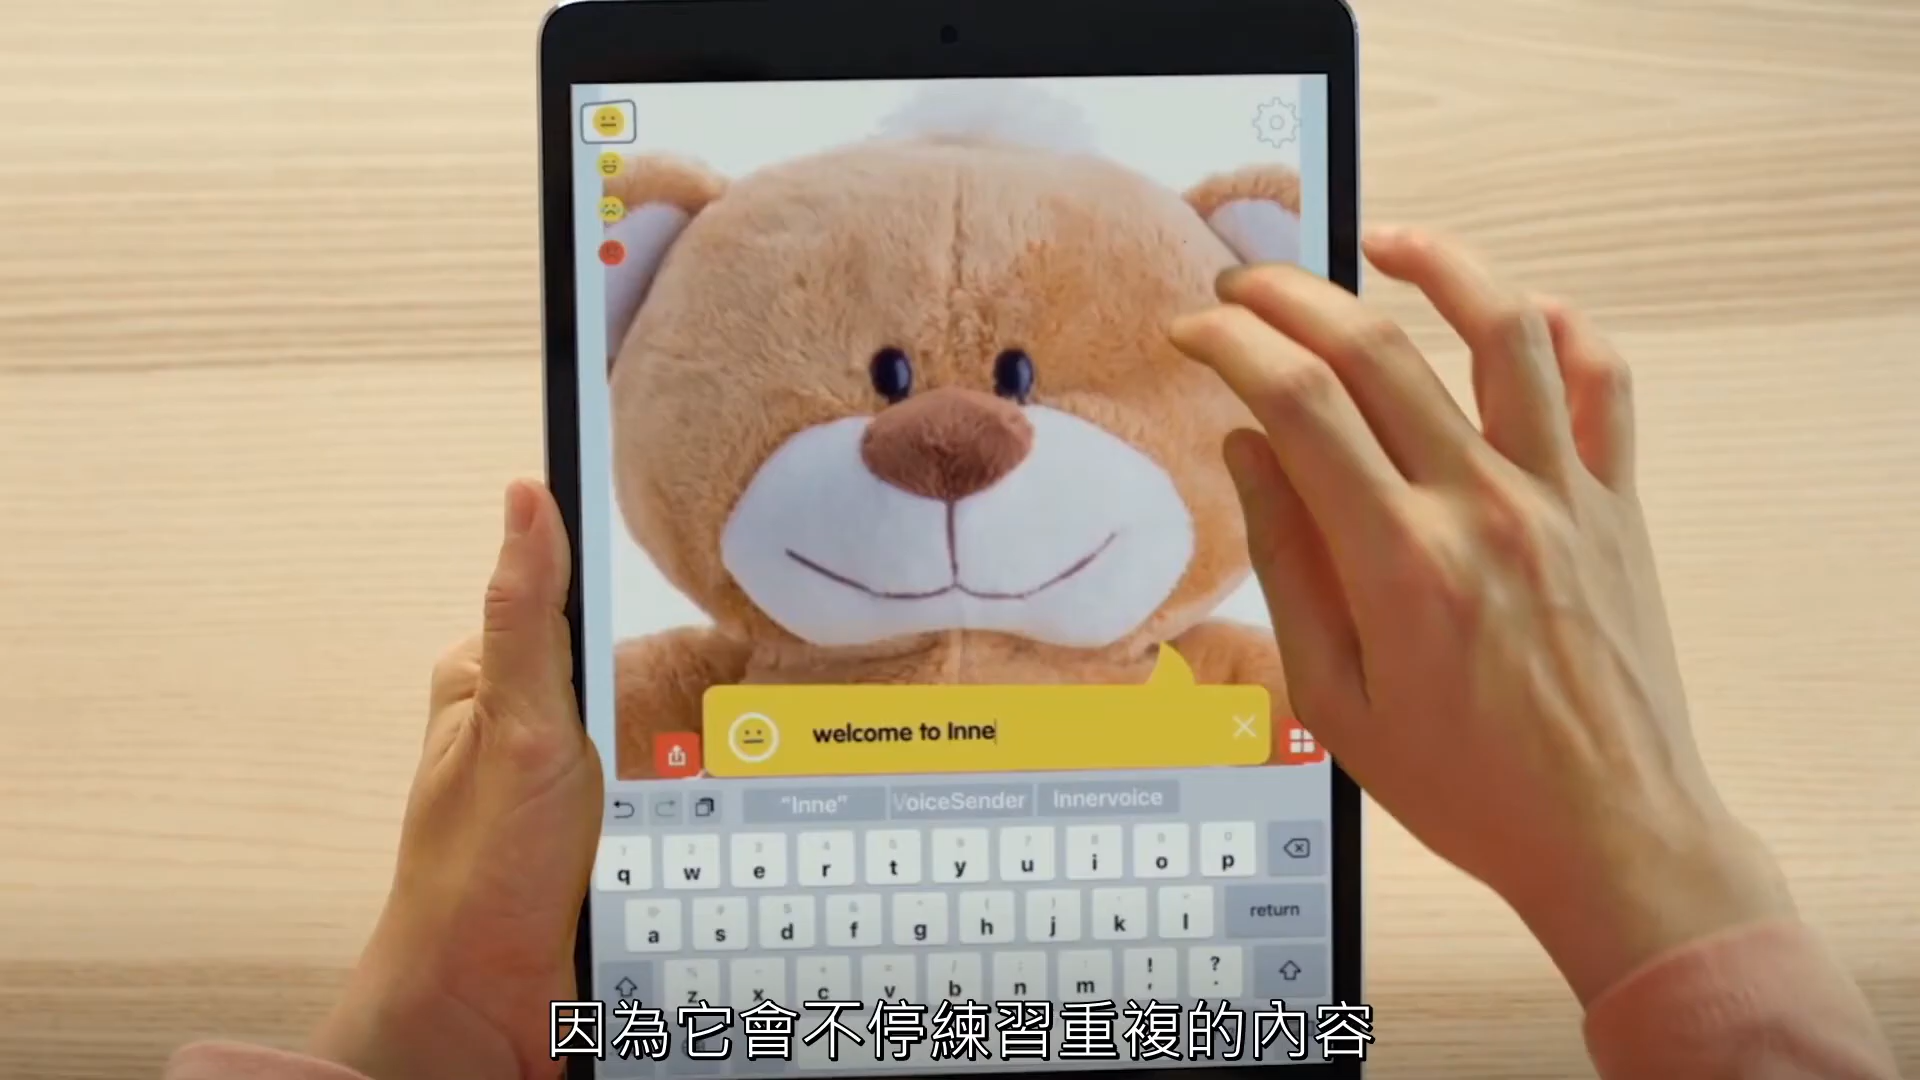 welcome to Inne
"Inne" VoiceSender Innervoice
q w e r t y u i o p
a s d f g h j k l return
z x c v b n m ! , ? .
因為它會不停練習重複的內容